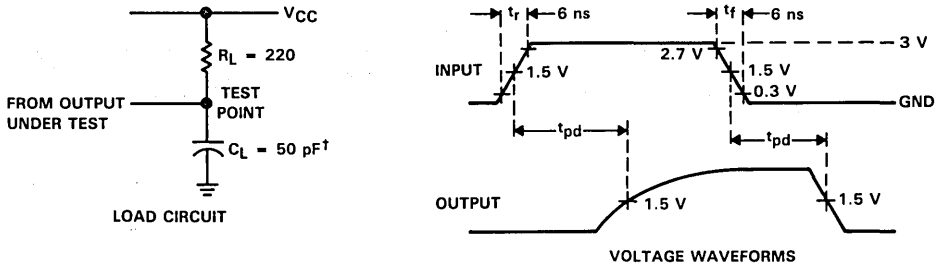 VCC
RL = 220
TEST
POINT
FROM OUTPUT
UNDER TEST
CL = 50 pF†
LOAD CIRCUIT
tr
6 ns
tf
6 ns
3 V
2.7 V
INPUT
1.5 V
1.5 V
0.3 V
GND
tpd
tpd
OUTPUT
1.5 V
1.5 V
VOLTAGE WAVEFORMS